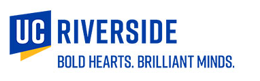 UC RIVERSIDE
BOLD HEARTS. BRILLIANT MINDS.